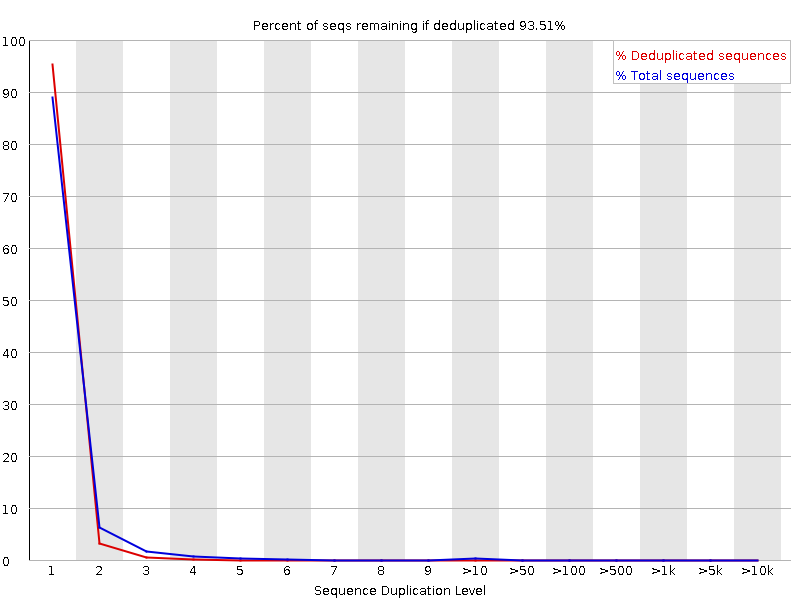 Percent of seqs remaining if deduplicated 93.51%
% Deduplicated sequences
% Total sequences
100
90
80
70
60
50
40
30
20
10
0
1 2 3 4 5 6 7 8 9 >10 >50 >100 >500 >1k >5k >10k
Sequence Duplication Level